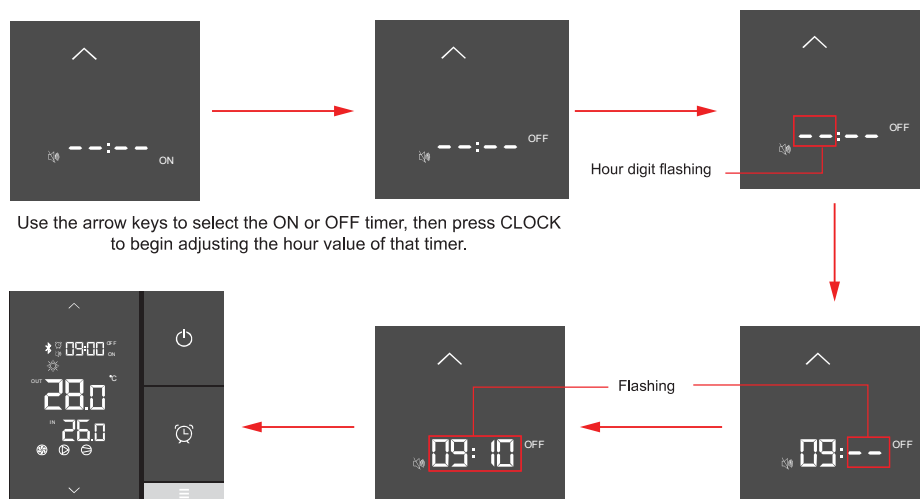 --:-- ON
--:-- OFF
--:-- OFF
Hour digit flashing
Use the arrow keys to select the ON or OFF timer, then press CLOCK
to begin adjusting the hour value of that timer.
09:00 OFF
ON
OUT 28.0 °C
IN 26.0
09:10 OFF
Flashing
09:-- OFF